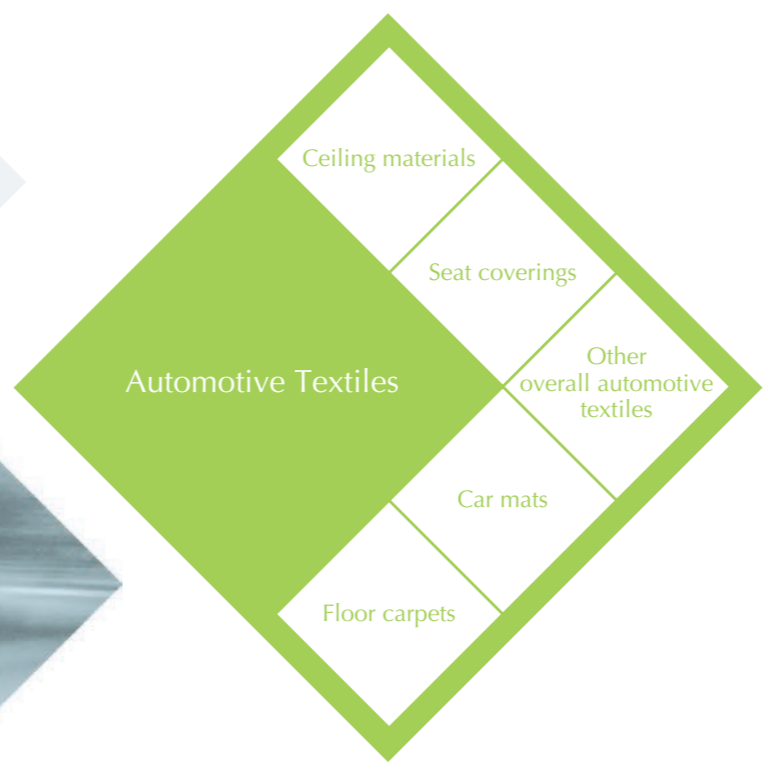 Ceiling materials
Seat coverings
Other
overall automotive
textiles
Automotive Textiles
Car mats
Floor carpets